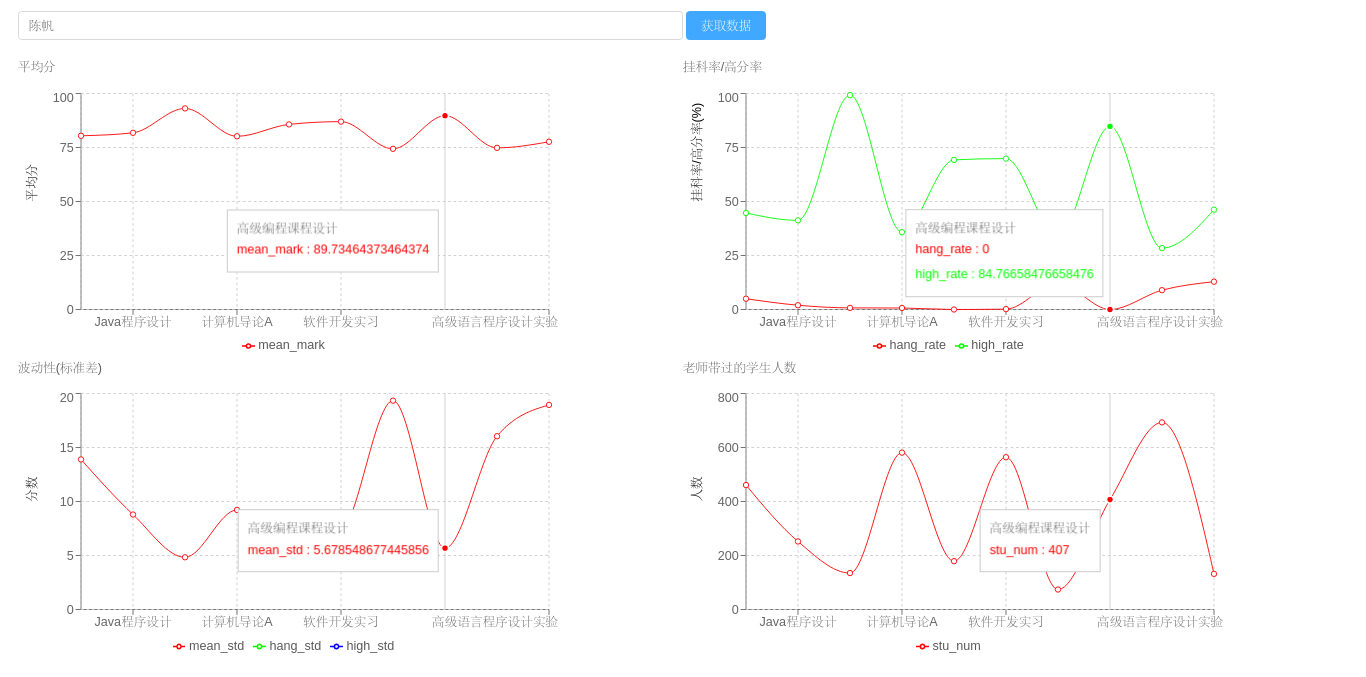 陈帆
获取数据
平均分
挂科率/高分率
100
75
50
25
0
平均分
高级编程课程设计
mean_mark : 89.73464373464374
Java程序设计
计算机导论A
软件开发实习
高级语言程序设计实验
mean_mark
100
75
50
25
0
挂科率/高分率(%)
高级编程课程设计
hang_rate : 0
high_rate : 84.76658476658476
Java程序设计
计算机导论A
软件开发实习
高级语言程序设计实验
hang_rate
high_rate
波动性(标准差)
老师带过的学生人数
20
15
10
5
0
分数
高级编程课程设计
mean_std : 5.678548677445856
Java程序设计
计算机导论A
软件开发实习
高级语言程序设计实验
mean_std
hang_std
high_std
800
600
400
200
0
人数
高级编程课程设计
stu_num : 407
Java程序设计
计算机导论A
软件开发实习
高级语言程序设计实验
stu_num